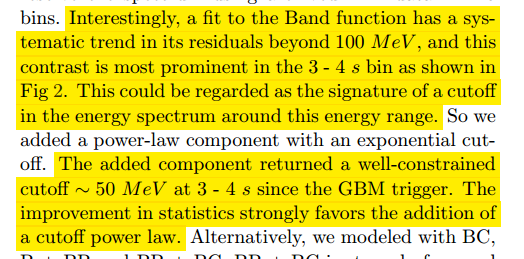 bins. Interestingly, a fit to the Band function has a sys-
tematic trend in its residuals beyond 100 MeV, and this
contrast is most prominent in the 3 - 4 s bin as shown in
Fig 2. This could be regarded as the signature of a cutoff
in the energy spectrum around this energy range. So we
added a power-law component with an exponential cut-
off. The added component returned a well-constrained
cutoff ∼ 50 MeV at 3 - 4 s since the GBM trigger. The
improvement in statistics strongly favors the addition of
a cutoff power law. Alternatively, we modeled with BC,